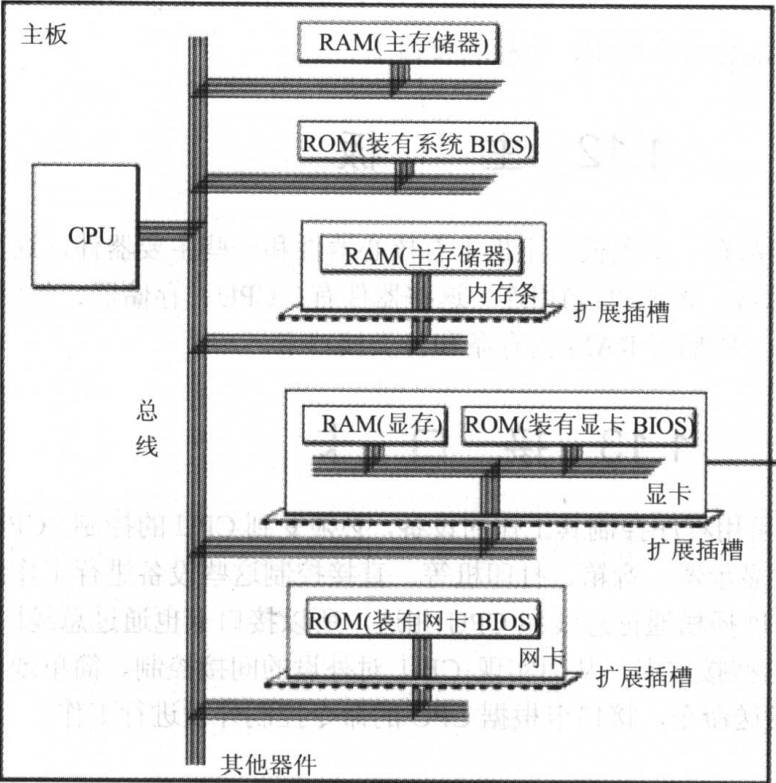 主板
RAM(主存储器)
ROM(装有系统 BIOS)
CPU
RAM(主存储器)
内存条
扩展插槽
总
线
RAM(显存)
ROM(装有显卡 BIOS)
显卡
扩展插槽
ROM(装有网卡 BIOS)
网卡
扩展插槽
其他器件